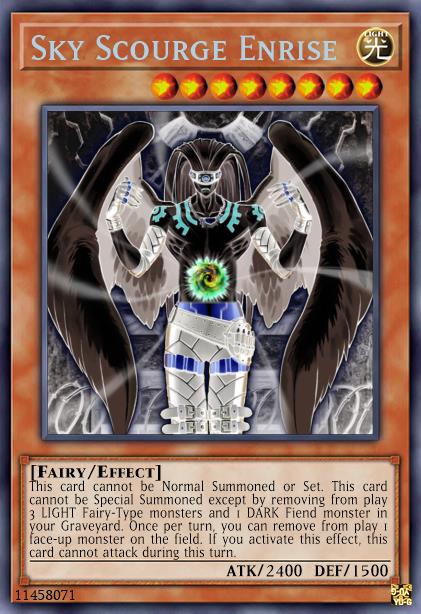 SKY SCOURGE ENRISE
LIGHT
光
[FAIRY/EFFECT]
This card cannot be Normal Summoned or Set. This card
cannot be Special Summoned except by removing from play
3 LIGHT Fairy-Type monsters and 1 DARK Fiend monster in
your Graveyard. Once per turn, you can remove from play 1
face-up monster on the field. If you activate this effect, this
card cannot attack during this turn.
ATK/2400 DEF/1500
11458071